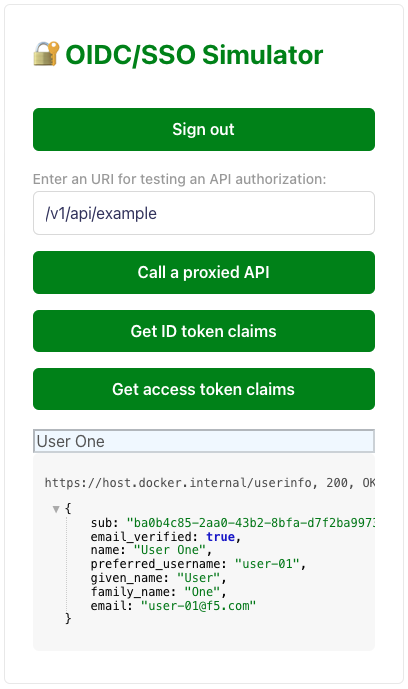 OIDC/SSO Simulator
Sign out
Enter an URI for testing an API authorization:
/v1/api/example
Call a proxied API
Get ID token claims
Get access token claims
User One
https://host.docker.internal/userinfo, 200, OK
{
sub: "ba0b4c85-2aa0-43b2-8bfa-d7f2ba997
email_verified: true,
name: "User One",
preferred_username: "user-01",
given_name: "User",
family_name: "One",
email: "user-01@f5.com"
}